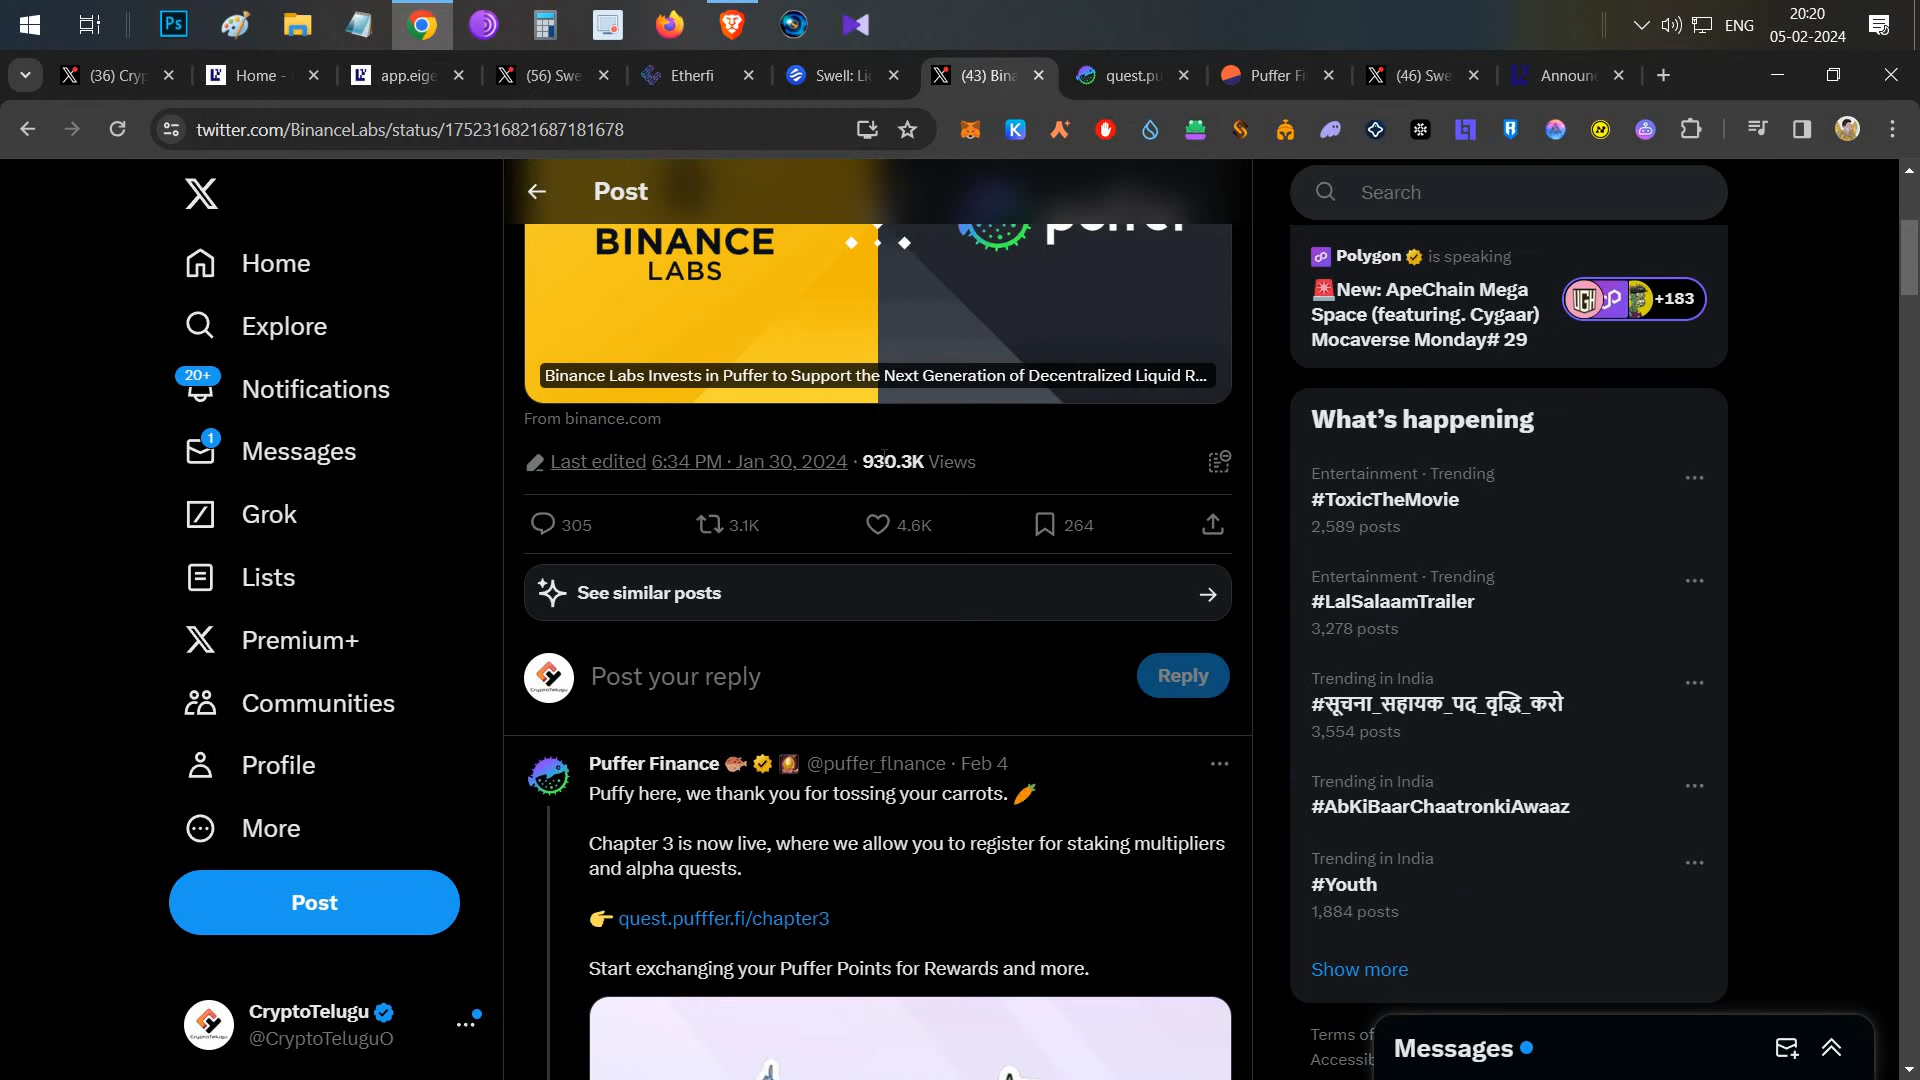 20:20
ENG
05-02-2024
(36) Cryp
Home -
app.eige
(56) Swe
Etherfi
Swell: Li
(43) Bina
quest.pu
Puffer Fi
(46) Swe
Announ
twitter.com/BinanceLabs/status/1752316821687181678
Home
Explore
20+
Notifications
1
Messages
Grok
Lists
Premium+
Communities
Profile
More
Post
CryptoTelugu
@CryptoTeluguO
Post
BINANCE
LABS
puffer
Binance Labs Invests in Puffer to Support the Next Generation of Decentralized Liquid R...
From binance.com
Last edited 6:34 PM · Jan 30, 2024 · 930.3K Views
305
3.1K
4.6K
264
See similar posts
Post your reply
Reply
Puffer Finance 🐡 @puffer_flnance · Feb 4
Puffy here, we thank you for tossing your carrots. 🥕
Chapter 3 is now live, where we allow you to register for staking multipliers
and alpha quests.
👉 quest.pufffer.fi/chapter3
Start exchanging your Puffer Points for Rewards and more.
Search
Polygon is speaking
🚨New: ApeChain Mega
Space (featuring. Cygaar)
Mocaverse Monday# 29
+183
What's happening
Entertainment · Trending
#ToxicTheMovie
2,589 posts
Entertainment · Trending
#LalSalaamTrailer
3,278 posts
Trending in India
#सूचना_सहायक_पद_वृद्धि_करो
3,554 posts
Trending in India
#AbKiBaarChaatronkiAwaaz
Trending in India
#Youth
1,884 posts
Show more
Terms of
Accessib
Messages